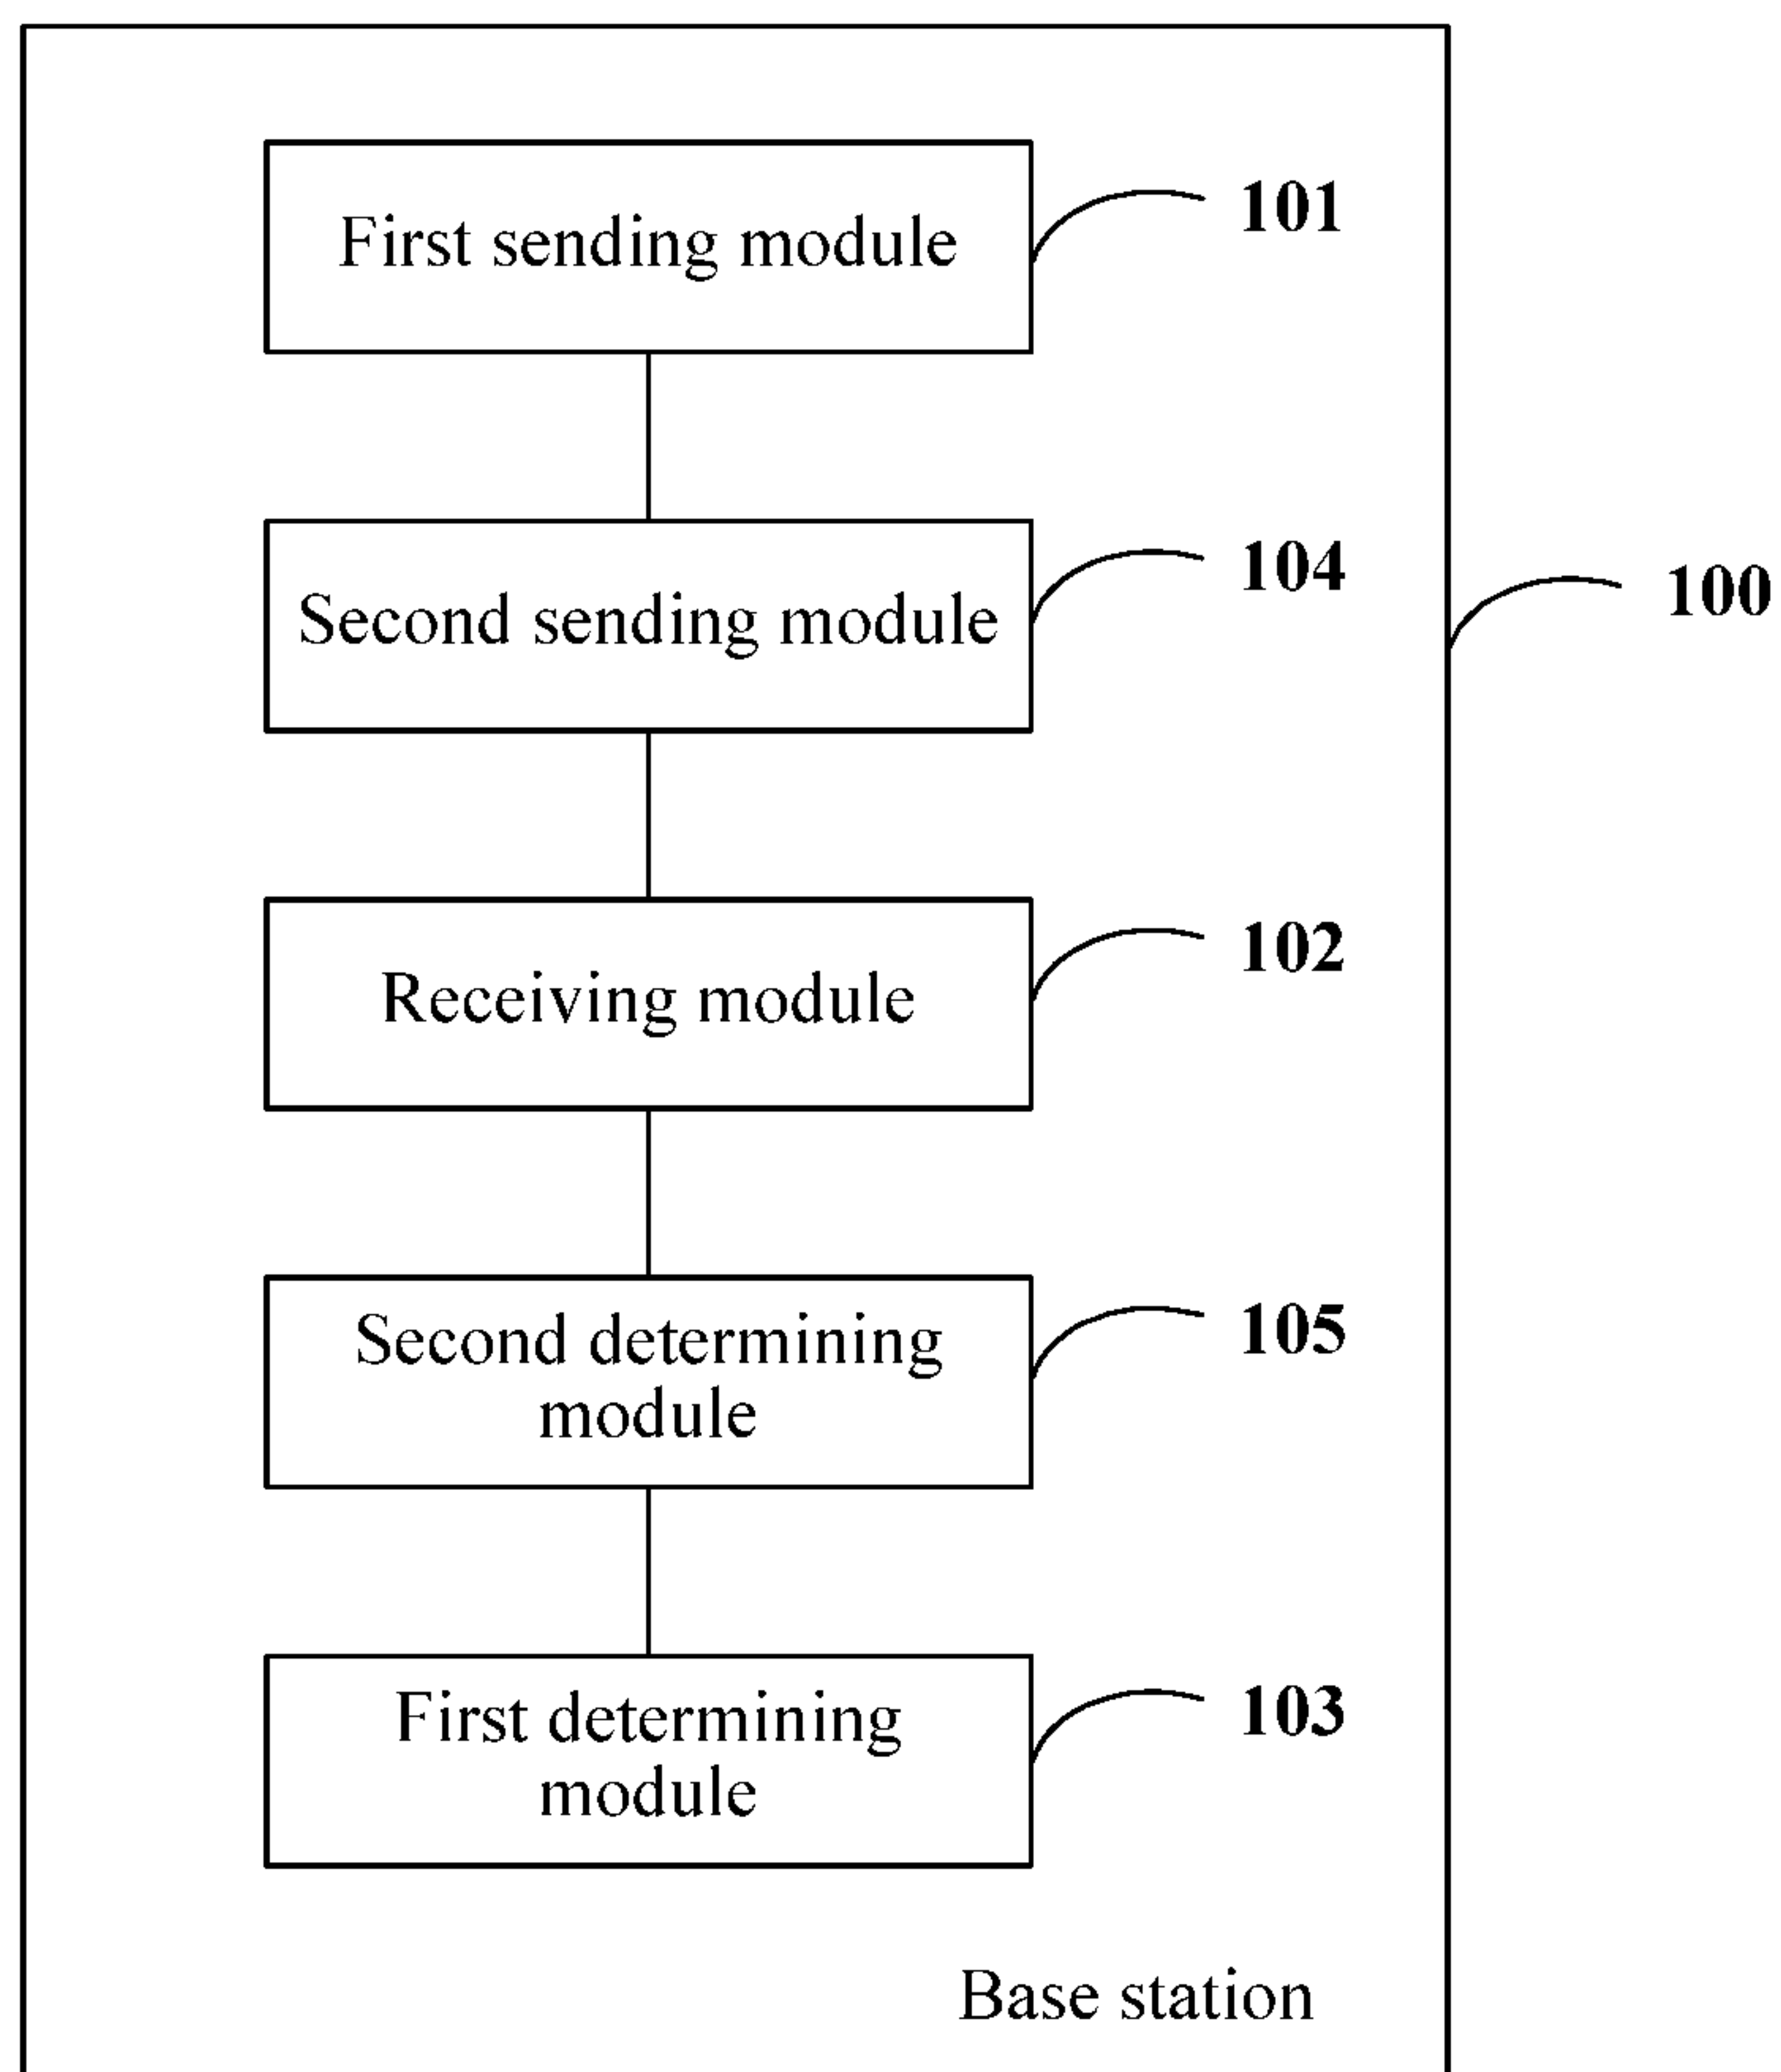 First sending module
101
Second sending module
104
100
Receiving module
102
Second determining
module
105
First determining
module
103
Base station